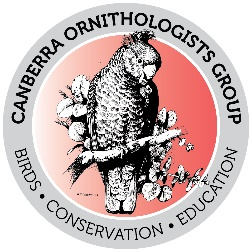 CANBERRA ORNITHOLOGISTS GROUP
BIRDS • CONSERVATION • EDUCATION